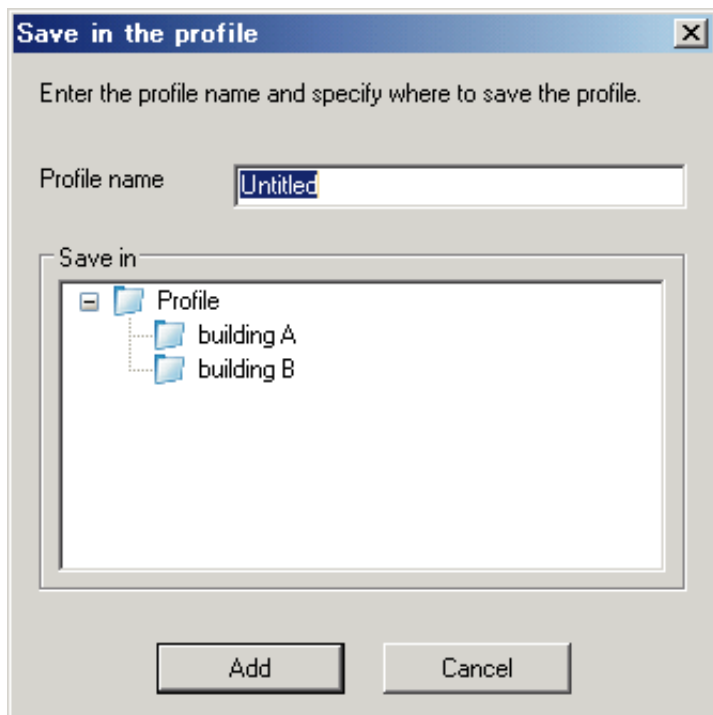 Save in the profile
Enter the profile name and specify where to save the profile.
Profile name
Untitled
Save in
Profile
building A
building B
Add
Cancel